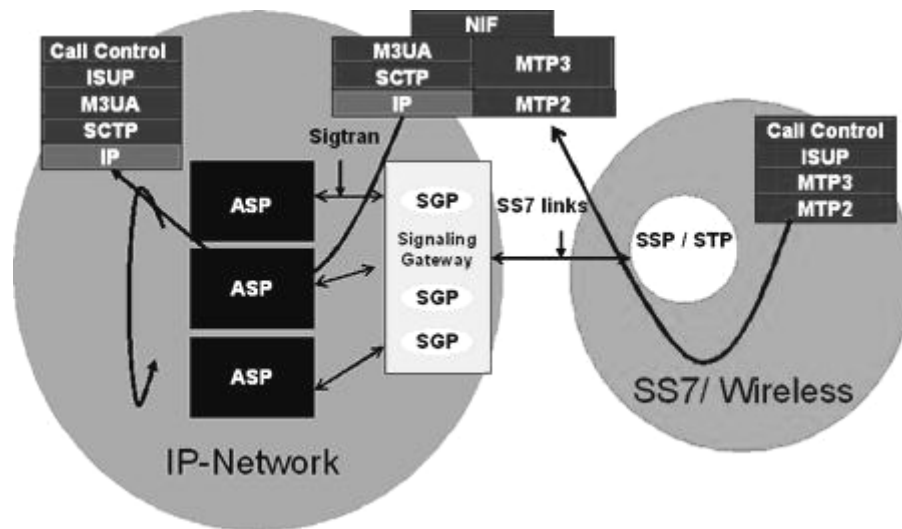 NIF
Call Control
ISUP
M3UA
SCTP
IP
M3UA
SCTP
IP
MTP3
MTP2
Call Control
ISUP
MTP3
MTP2
Sigtran
ASP
ASP
ASP
SGP
Signaling
Gateway
SGP
SGP
SS7 links
SSP / STP
SS7/ Wireless
IP-Network